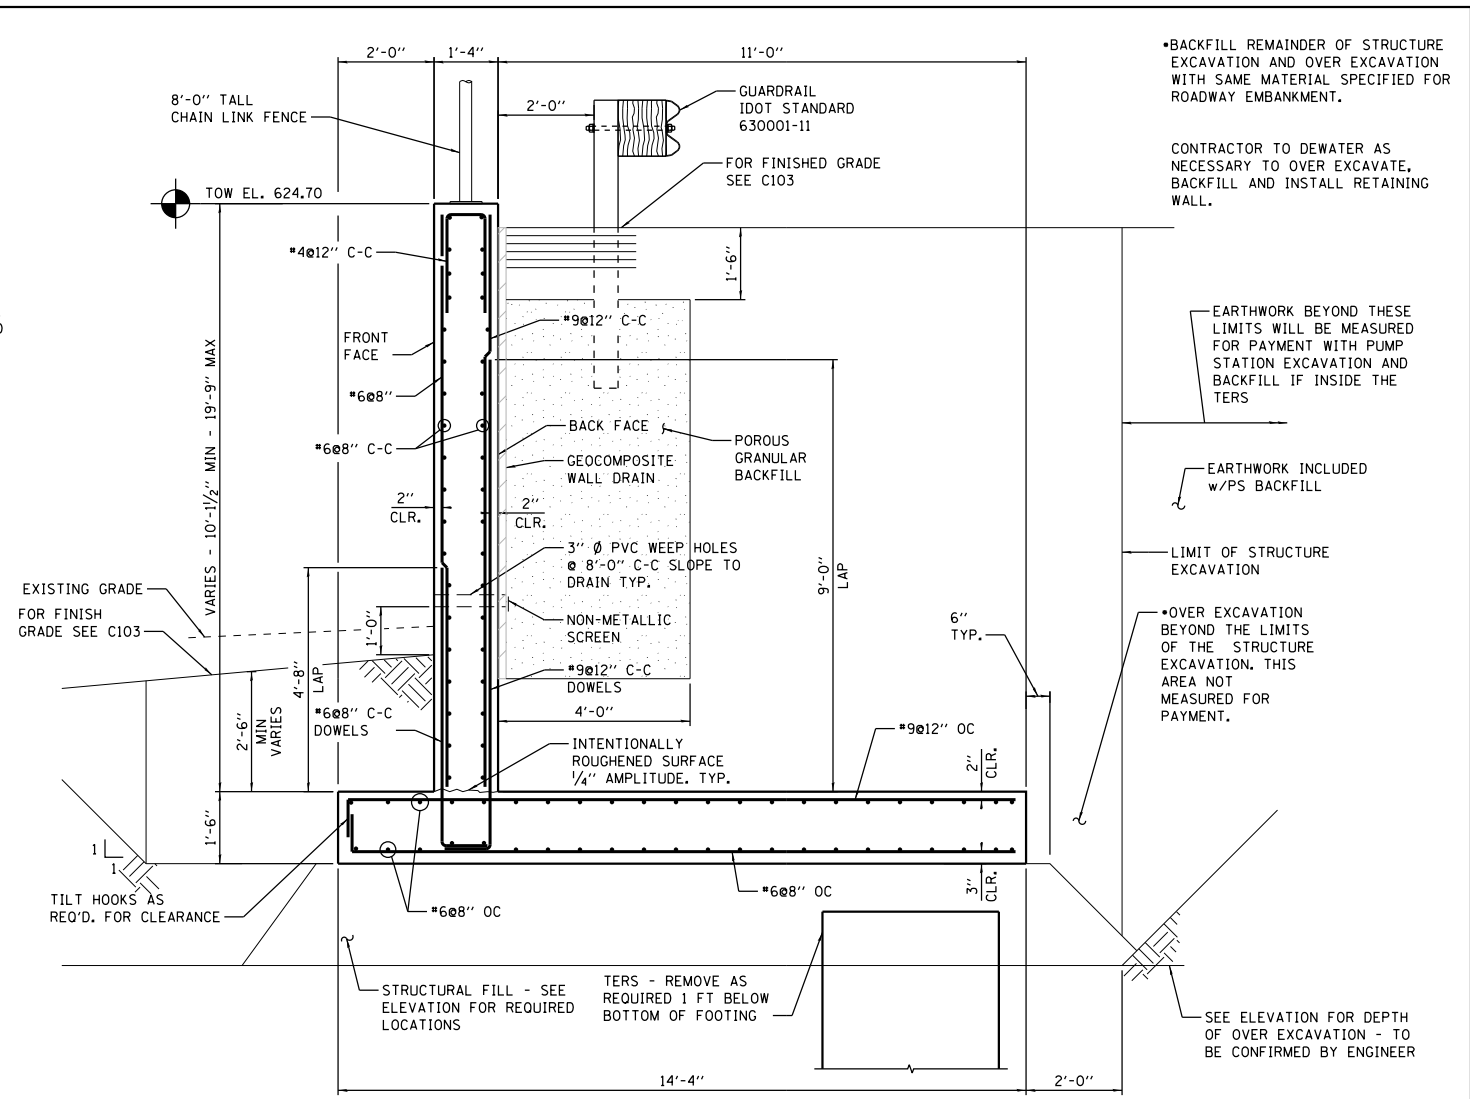 2'-0"
1'-4"
11'-0"
•BACKFILL REMAINDER OF STRUCTURE
EXCAVATION AND OVER EXCAVATION
WITH SAME MATERIAL SPECIFIED FOR
ROADWAY EMBANKMENT.
CONTRACTOR TO DEWATER AS
NECESSARY TO OVER EXCAVATE,
BACKFILL AND INSTALL RETAINING
WALL.
8'-0" TALL
CHAIN LINK FENCE
2'-0"
GUARDRAIL
IDOT STANDARD
630001-11
FOR FINISHED GRADE
SEE C103
TOW EL. 624.70
#4@12" C-C
1'-6"
#9@12" C-C
FRONT
FACE
#6@8"
EARTHWORK BEYOND THESE
LIMITS WILL BE MEASURED
FOR PAYMENT WITH PUMP
STATION EXCAVATION AND
BACKFILL IF INSIDE THE
TERS
VARIES - 10'-1 1/2" MIN - 19'-9" MAX
#6@8" C-C
BACK FACE
GEOCOMPOSITE
WALL DRAIN
POROUS
GRANULAR
BACKFILL
EARTHWORK INCLUDED
w/PS BACKFILL
2"
CLR.
2"
CLR.
3" Ø PVC WEEP HOLES
@ 8'-0" C-C SLOPE TO
DRAIN TYP.
9'-0"
LAP
LIMIT OF STRUCTURE
EXCAVATION
EXISTING GRADE
FOR FINISH
GRADE SEE C103
1'-0"
NON-METALLIC
SCREEN
6"
TYP.
•OVER EXCAVATION
BEYOND THE LIMITS
OF THE STRUCTURE
EXCAVATION. THIS
AREA NOT
MEASURED FOR
PAYMENT.
4'-8"
LAP
#9@12" C-C
DOWELS
#6@8" C-C
DOWELS
4'-0"
2'-6"
MIN
VARIES
INTENTIONALLY
ROUGHENED SURFACE
1/4" AMPLITUDE. TYP.
#9@12" OC
2"
CLR.
1'-6"
1
1
TILT HOOKS AS
REQ'D. FOR CLEARANCE
#6@8" OC
#6@8" OC
3"
CLR.
STRUCTURAL FILL - SEE
ELEVATION FOR REQUIRED
LOCATIONS
TERS - REMOVE AS
REQUIRED 1 FT BELOW
BOTTOM OF FOOTING
SEE ELEVATION FOR DEPTH
OF OVER EXCAVATION - TO
BE CONFIRMED BY ENGINEER
14'-4"
2'-0"